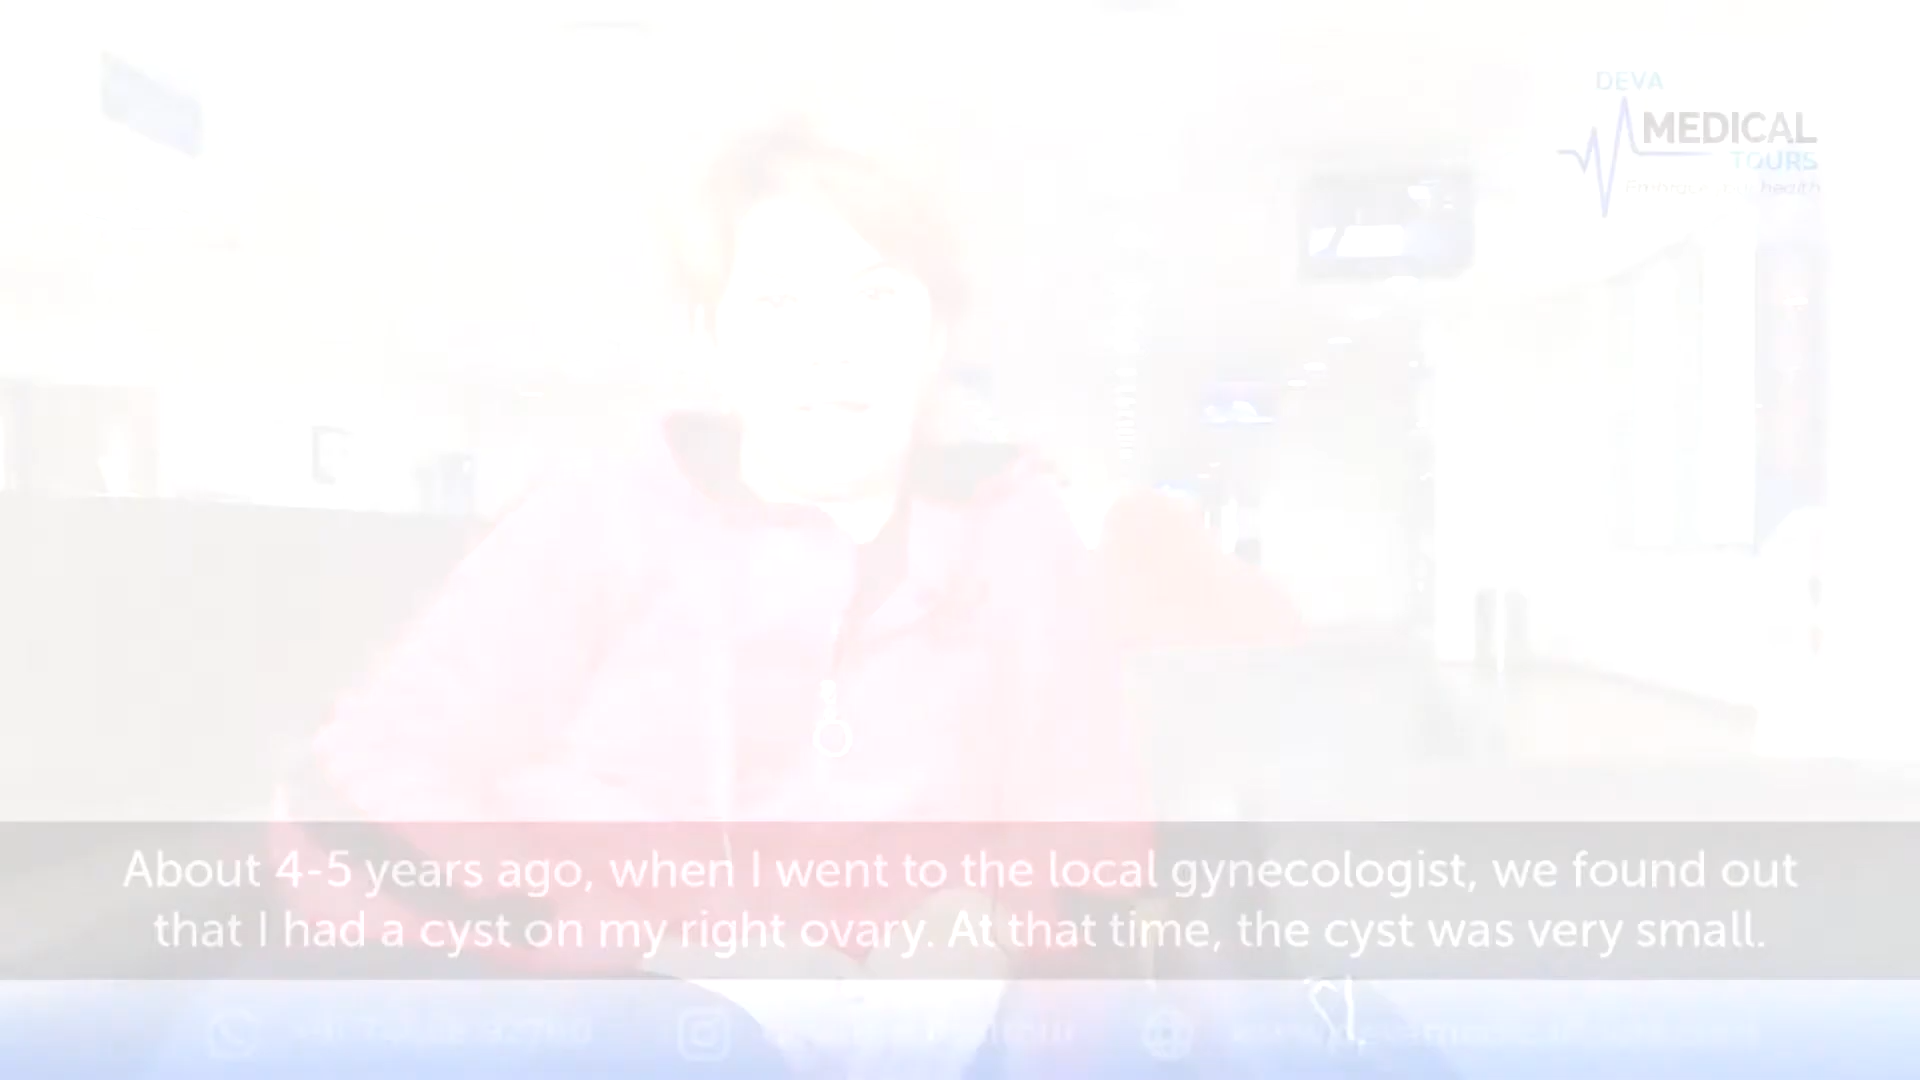 DEVA
MEDICAL
TOURS
health
About 4-5 years ago, when I went to the local gynecologist, we found out
that I had a cyst on my right ovary. At that time, the cyst was very small.